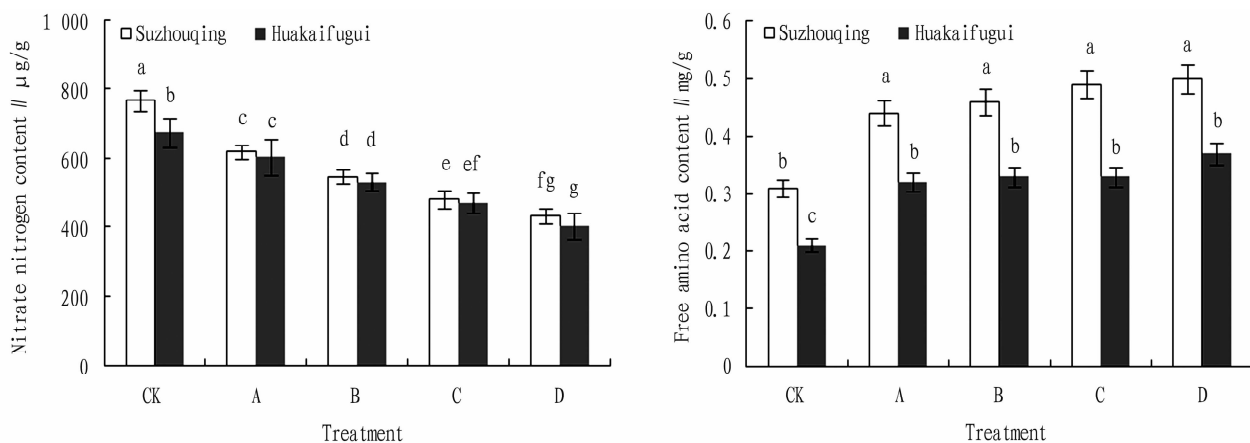 Nitrate nitrogen content // μg/g
1 000
800
600
400
200
0
Suzhouqing Huakaifugui
a
b
c c
d d
e ef
fg g
CK A B C D
Treatment
Free amino acid content // mg/g
0.6
0.5
0.4
0.3
0.2
0.1
0
Suzhouqing Huakaifugui
b
c
a
b
a
b
a
b
a
b
CK A B C D
Treatment